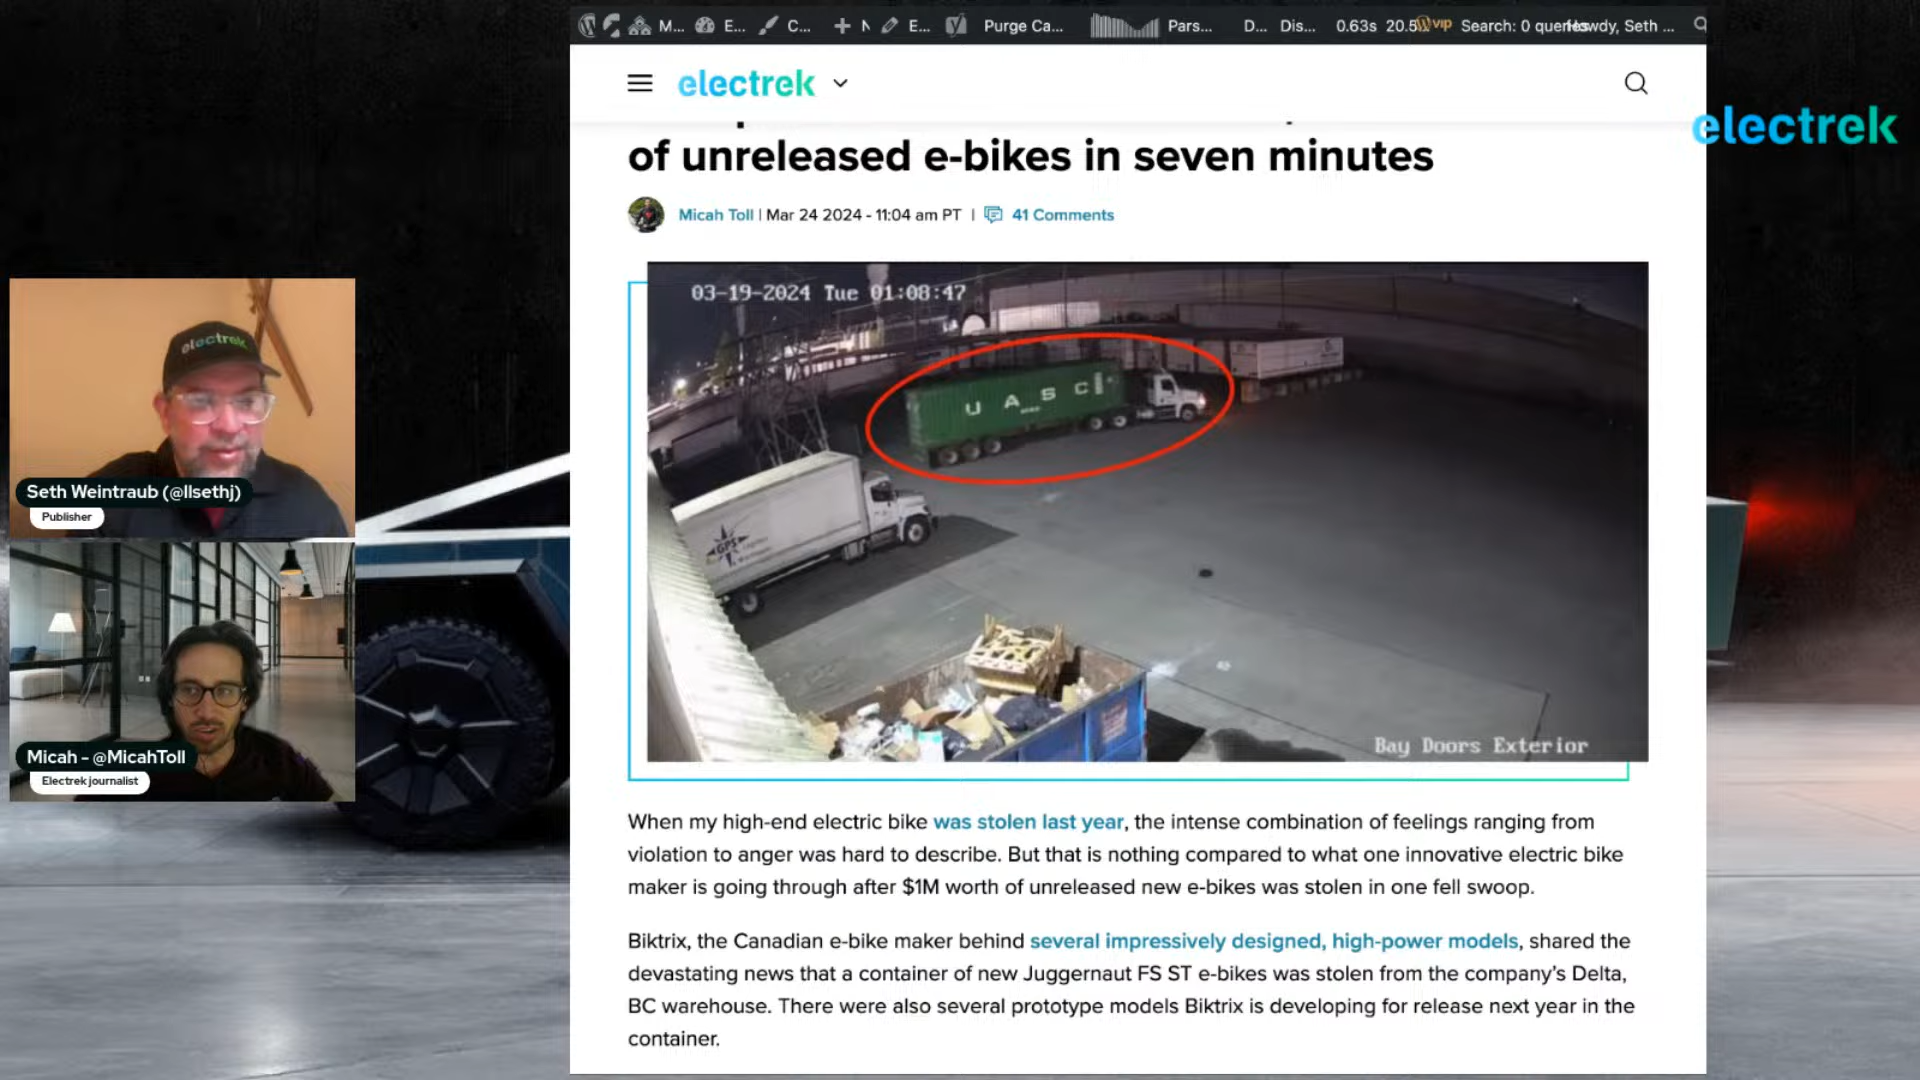 M... E... C... N E... Purge Ca... Pars... D... Dis... 0.63s 20.5 vip Search: 0 queries Howdy, Seth ...
electrek
electrek
of unreleased e-bikes in seven minutes
Micah Toll | Mar 24 2024 - 11:04 am PT | 41 Comments
03-19-2024 Tue 01:08:47
UASC
GPS
Bay Doors Exterior
electrek
Seth Weintraub (@llsethj)
Publisher
Micah - @MicahToll
Electrek journalist
When my high-end electric bike was stolen last year, the intense combination of feelings ranging from
violation to anger was hard to describe. But that is nothing compared to what one innovative electric bike
maker is going through after $1M worth of unreleased new e-bikes was stolen in one fell swoop.
Biktrix, the Canadian e-bike maker behind several impressively designed, high-power models, shared the
devastating news that a container of new Juggernaut FS ST e-bikes was stolen from the company's Delta,
BC warehouse. There were also several prototype models Biktrix is developing for release next year in the
container.